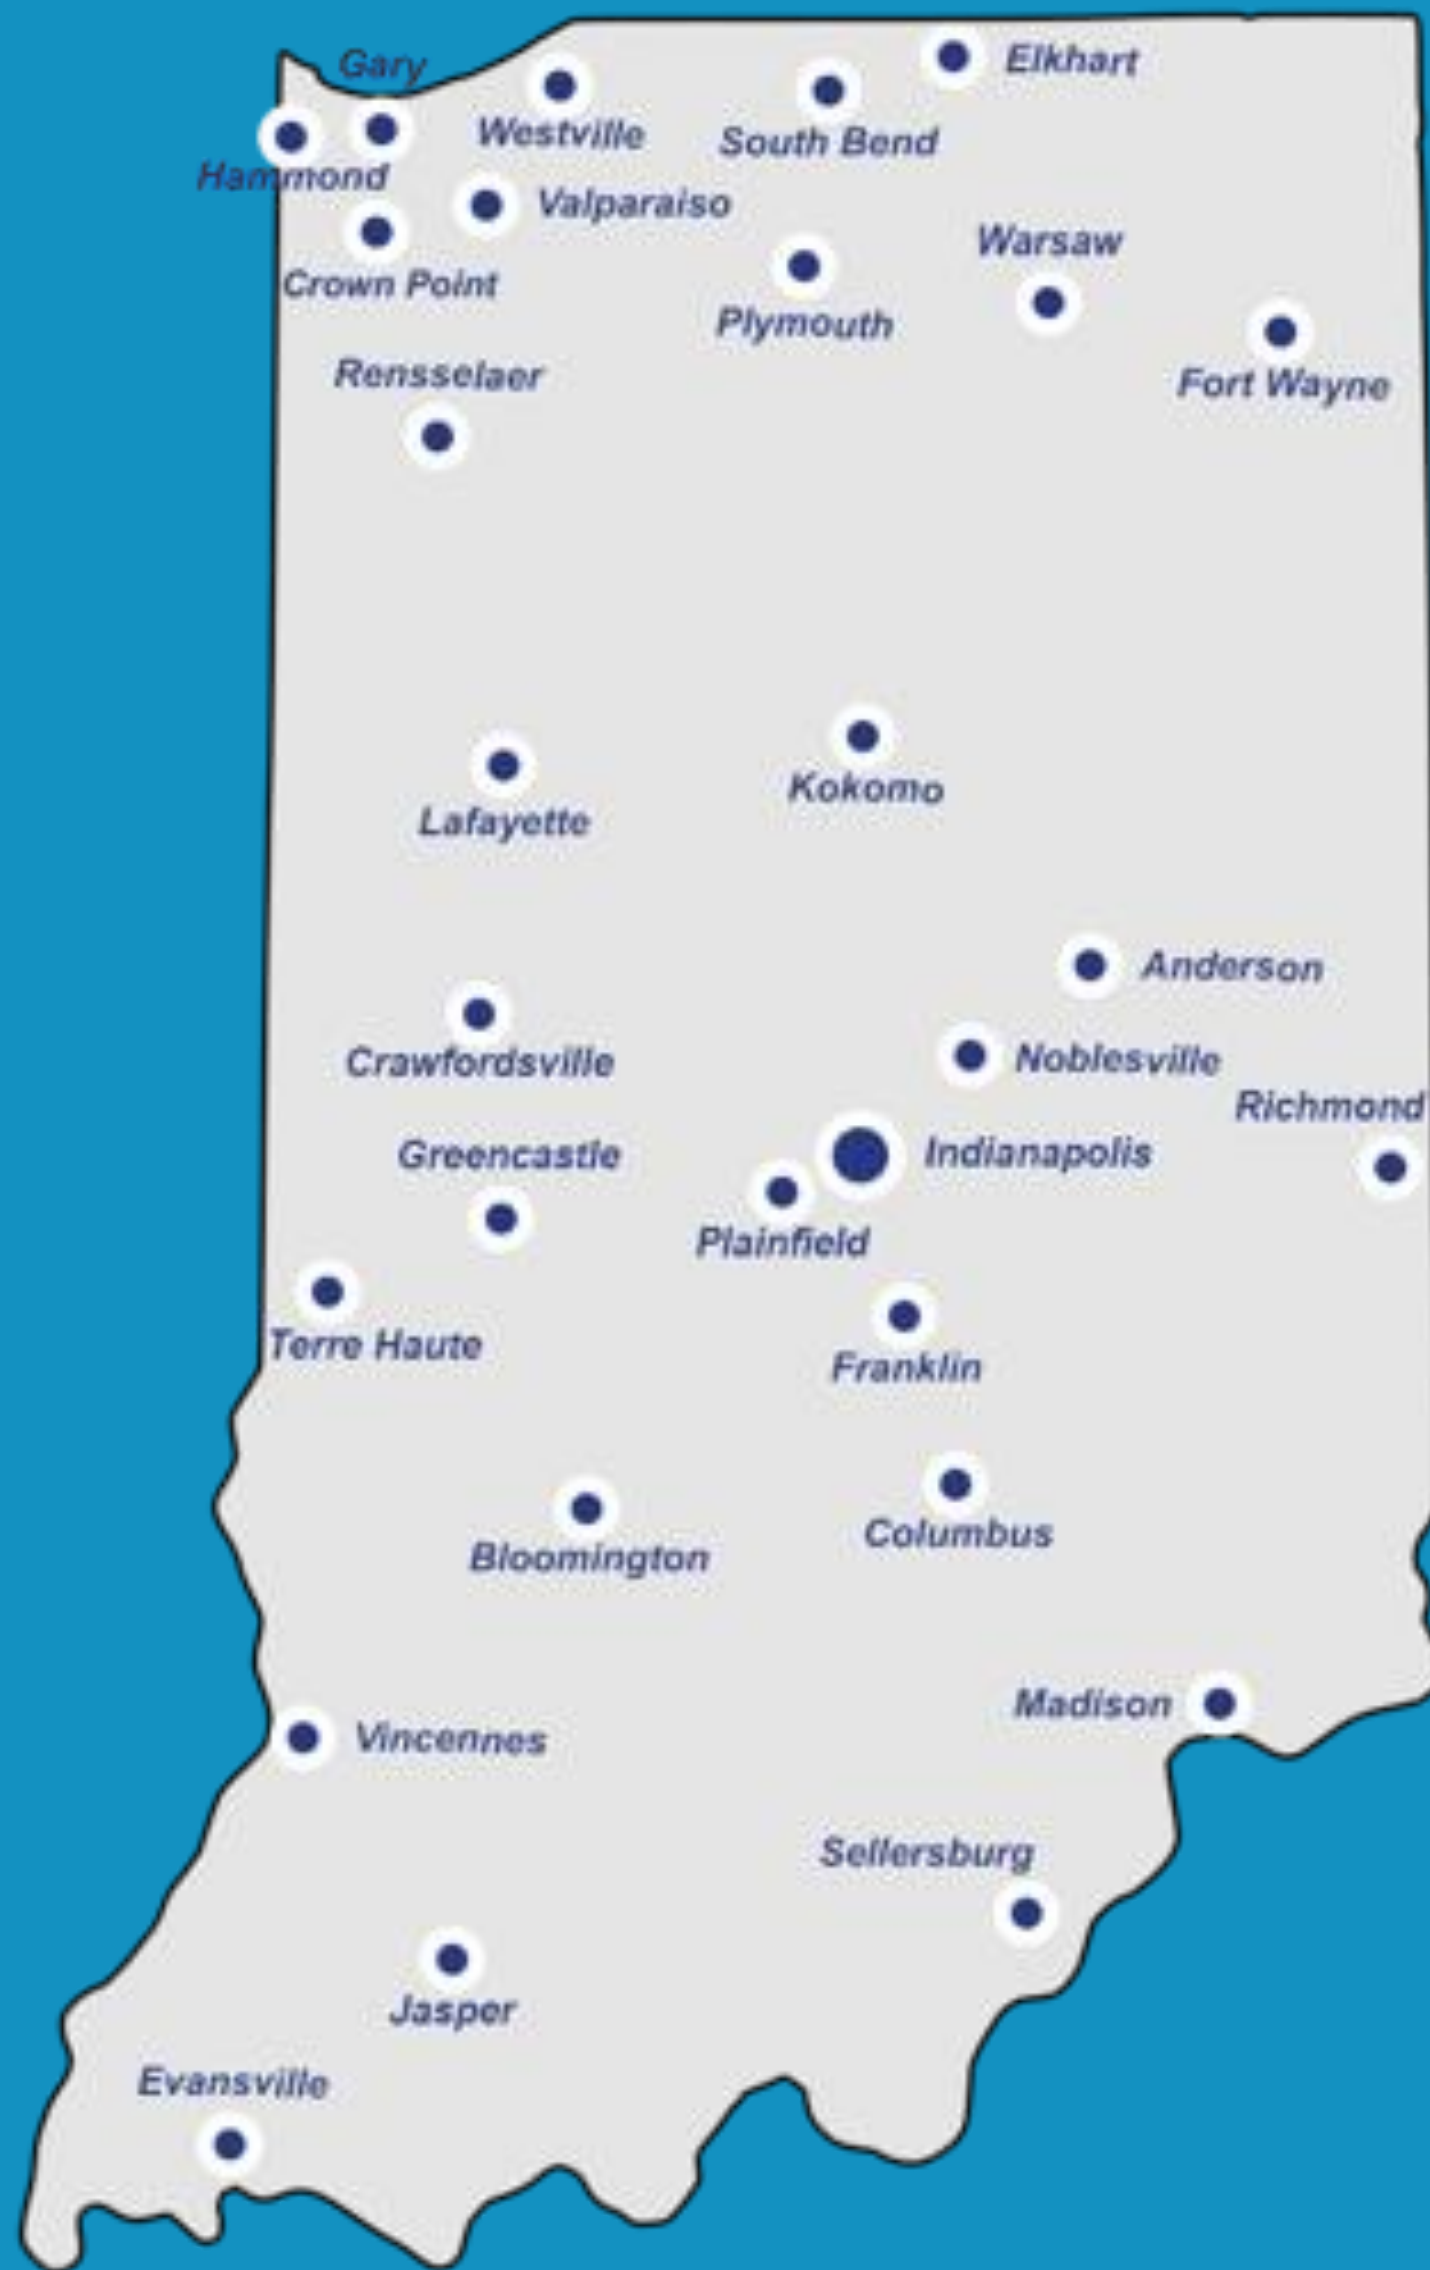 Gary
Elkhart
Westville
South Bend
Hammond
Valparaiso
Warsaw
Crown Point
Plymouth
Rensselaer
Fort Wayne
Kokomo
Lafayette
Anderson
Crawfordsville
Noblesville
Richmond
Greencastle
Indianapolis
Plainfield
Terre Haute
Franklin
Columbus
Bloomington
Madison
Vincennes
Sellersburg
Jasper
Evansville